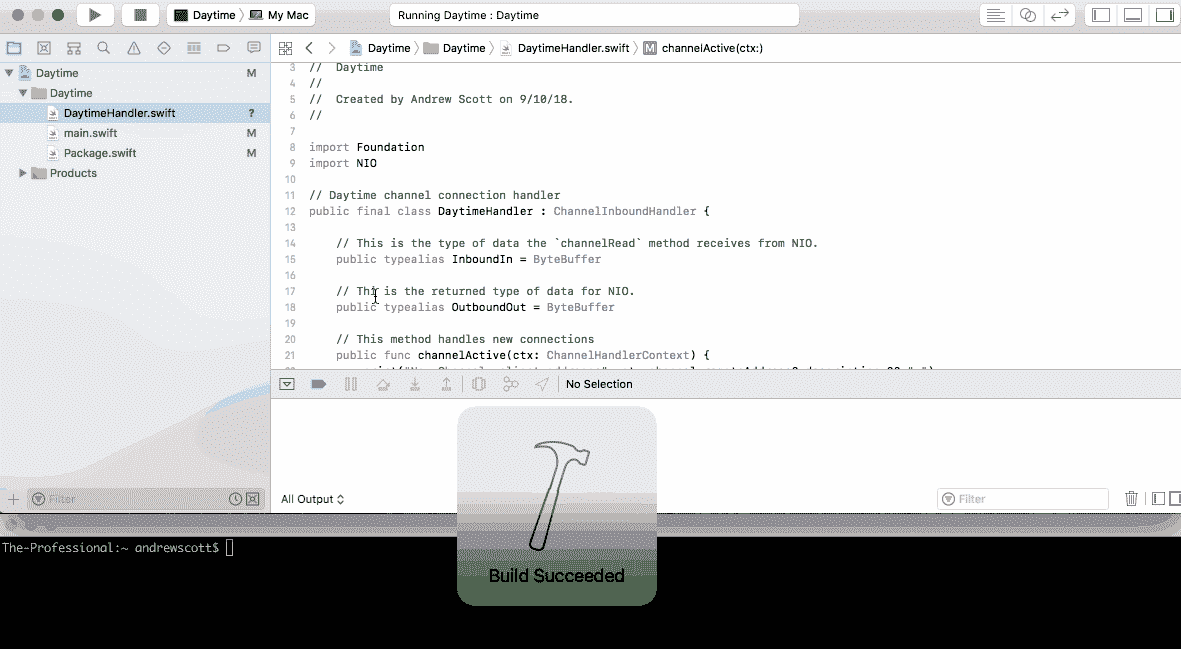 Daytime My Mac
Running Daytime : Daytime
Daytime Daytime DaytimeHandler.swift M channelActive(ctx:)
Daytime M
Daytime
DaytimeHandler.swift ?
main.swift M
Package.swift M
Products
3 //  Daytime
4 //
5 //  Created by Andrew Scott on 9/10/18.
6 //
7
8 import Foundation
9 import NIO
10
11 // Daytime channel connection handler
12 public final class DaytimeHandler : ChannelInboundHandler {
13
14     // This is the type of data the `channelRead` method receives from NIO.
15     public typealias InboundIn = ByteBuffer
16
17     // This is the returned type of data for NIO.
18     public typealias OutboundOut = ByteBuffer
19
20     // This method handles new connections
21     public func channelActive(ctx: ChannelHandlerContext) {
No Selection
Filter
All Output
Filter
Build Succeeded
The-Professional:~ andrewscott$